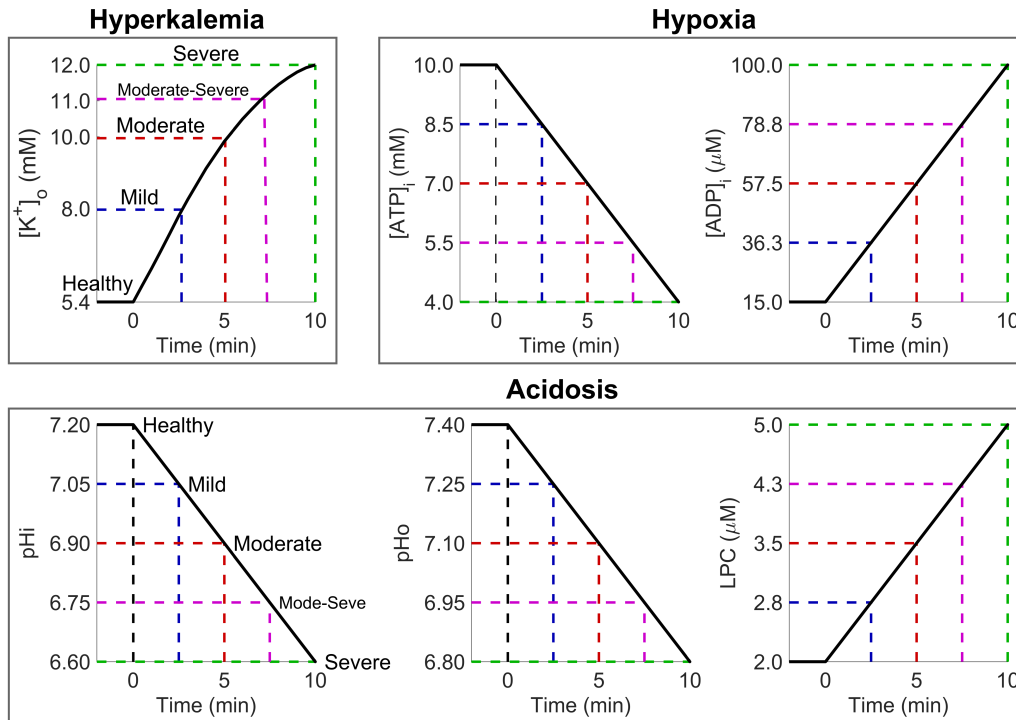 Hyperkalemia
12.0
11.0
10.0
8.0
5.4
Severe
Moderate-Severe
Moderate
Mild
Healthy
[K+]o (mM)
0 5 10
Time (min)
Hypoxia
10.0
8.5
7.0
5.5
4.0
[ATP]i (mM)
0 5 10
Time (min)
100.0
78.8
57.5
36.3
15.0
[ADP]i (μM)
0 5 10
Time (min)
Acidosis
7.20
7.05
6.90
6.75
6.60
pHi
Healthy
Mild
Moderate
Mode-Seve
Severe
0 5 10
Time (min)
7.40
7.25
7.10
6.95
6.80
pHo
0 5 10
Time (min)
5.0
4.3
3.5
2.8
2.0
LPC (μM)
0 5 10
Time (min)